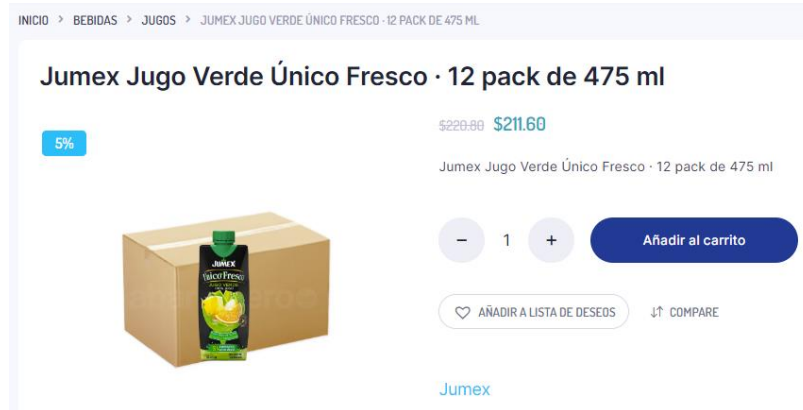 INICIO > BEBIDAS > JUGOS > JUMEX JUGO VERDE ÚNICO FRESCO · 12 PACK DE 475 ML
Jumex Jugo Verde Único Fresco · 12 pack de 475 ml
$220.80 $211.60
5%
Jumex Jugo Verde Único Fresco · 12 pack de 475 ml
− 1 + Añadir al carrito
JUMEX
Único Fresco
AÑADIR A LISTA DE DESEOS COMPARE
Jumex